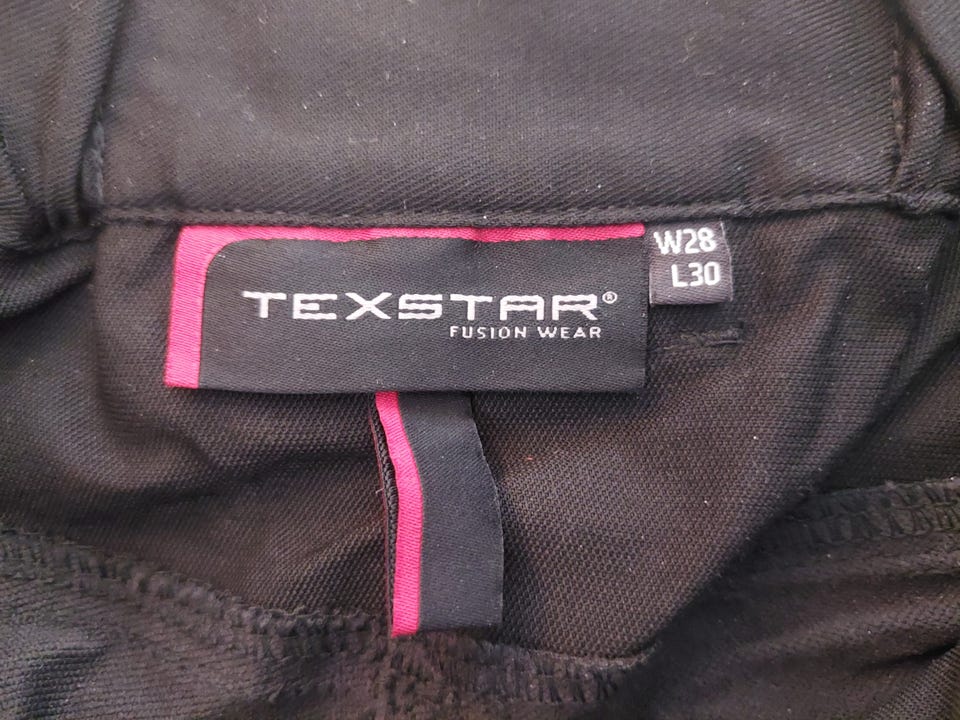 TEXSTAR®
FUSION WEAR
W28
L30